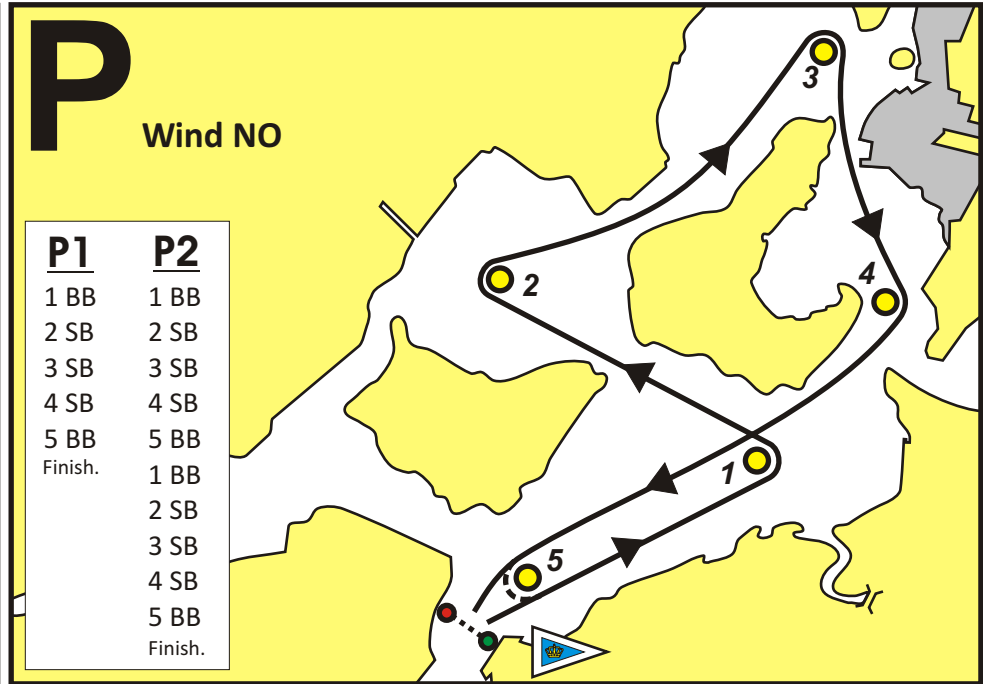 P
Wind NO
P1 P2
1 BB 1 BB
2 SB 2 SB
3 SB 3 SB
4 SB 4 SB
5 BB 5 BB
Finish. 1 BB
2 SB
3 SB
4 SB
5 BB
Finish.
3
2
4
1
5